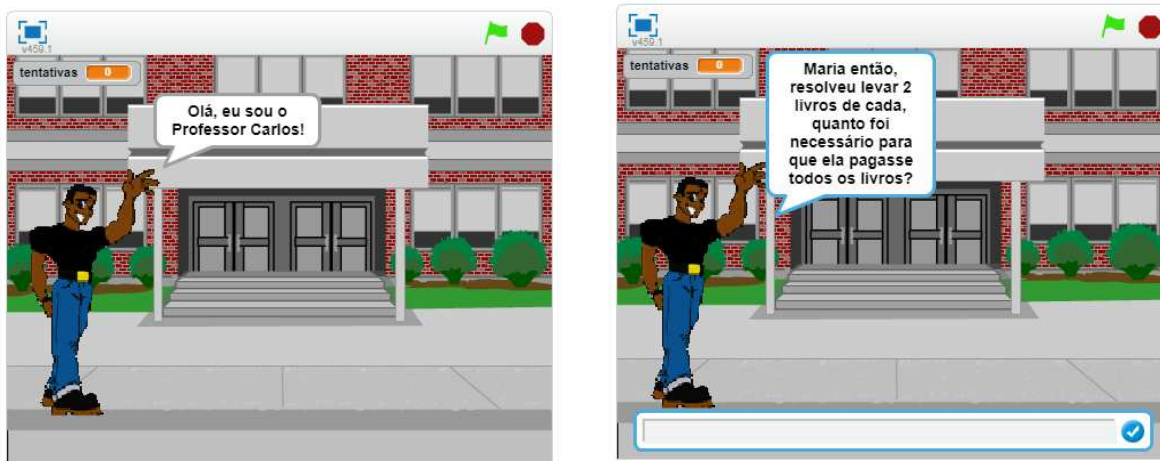 v459.1
tentativas 0
Olá, eu sou o
Professor Carlos!
v459.1
tentativas 0
Maria então,
resolveu levar 2
livros de cada,
quanto foi
necessário para
que ela pagasse
todos os livros?